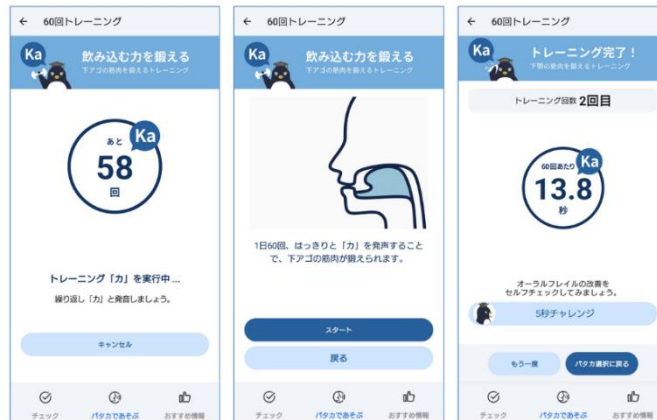 ← 60回トレーニング
Ka
飲み込む力を鍛える
下アゴの筋肉を鍛えるトレーニング
あと
Ka
58
回
トレーニング「カ」を実行中 ...
繰り返し「カ」と発音しましょう。
キャンセル
チェック
パタカであそぶ
おすすめ情報
← 60回トレーニング
Ka
飲み込む力を鍛える
下アゴの筋肉を鍛えるトレーニング
1日60回、はっきりと「カ」を発声すること
で、下アゴの筋肉が鍛えられます。
スタート
戻る
チェック
パタカであそぶ
おすすめ情報
← 60回トレーニング
Ka
トレーニング完了！
下顎の筋肉を鍛えるトレーニング
トレーニング回数 2回目
60回あたり
Ka
13.8
秒
オーラルフレイルの改善を
セルフチェックしてみましょう。
5秒チャレンジ
もう一度
パタカ選択に戻る
チェック
パタカであそぶ
おすすめ情報